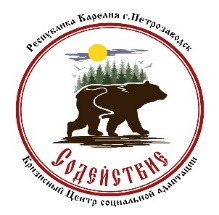 Республика Карелия г.Петрозаводск
Содействие
Кризисный Центр социальной адаптации